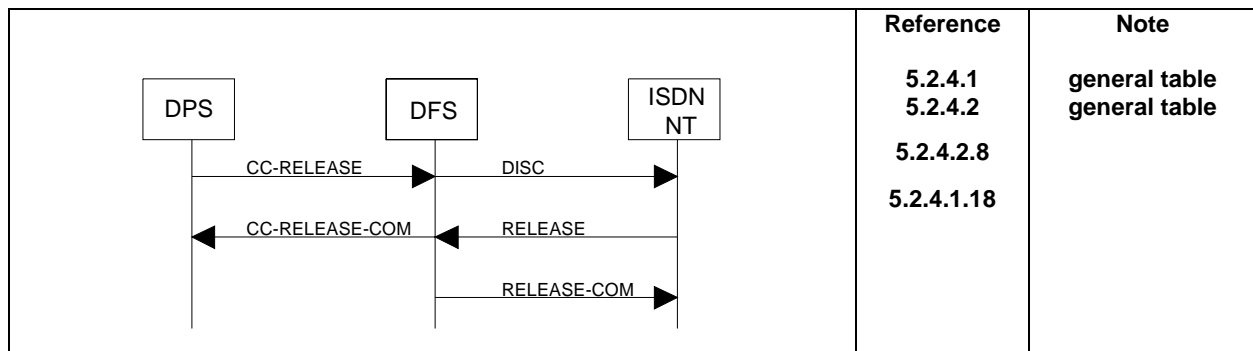 Reference
Note
5.2.4.1
general table
5.2.4.2
general table
DPS
DFS
ISDN
NT
5.2.4.2.8
CC-RELEASE
DISC
5.2.4.1.18
CC-RELEASE-COM
RELEASE
RELEASE-COM